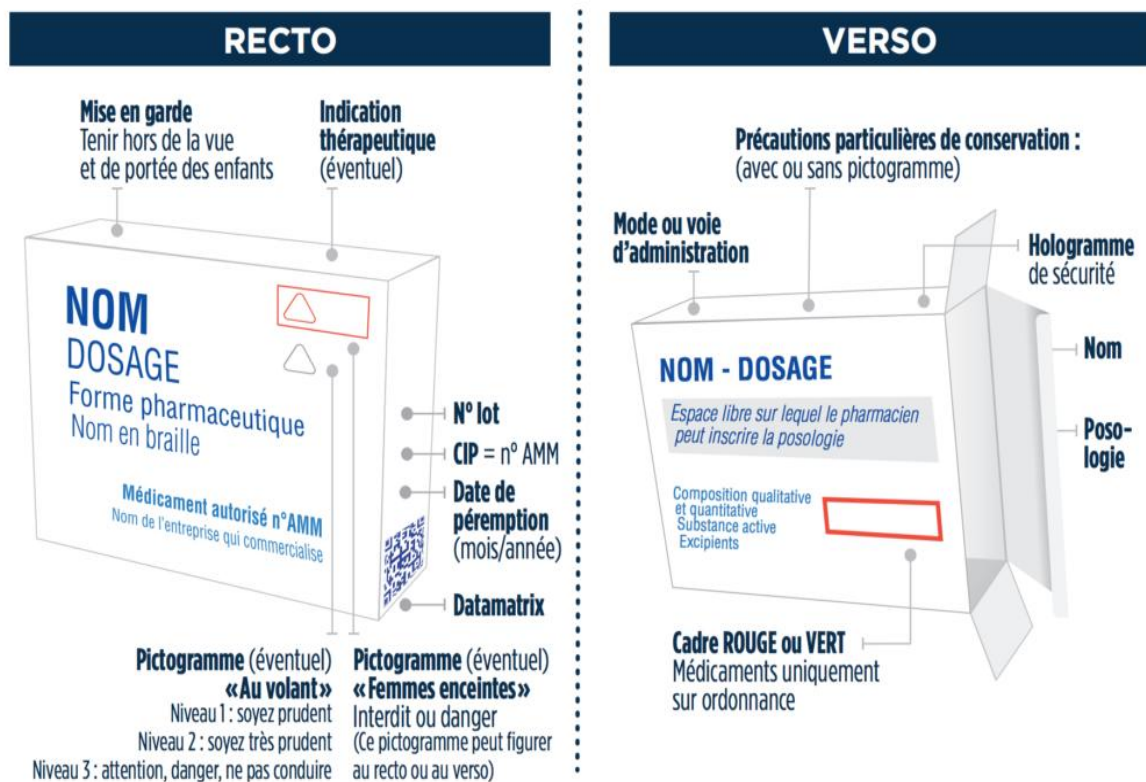 RECTO
Mise en garde
Tenir hors de la vue
et de portée des enfants
Indication
thérapeutique
(éventuel)
NOM
DOSAGE
Forme pharmaceutique
Nom en braille
Médicament autorisé n°AMM
Nom de l'entreprise qui commercialise
N° lot
CIP = n° AMM
Date de
péremption
(mois/année)
Datamatrix
Pictogramme (éventuel)
«Au volant»
Niveau 1 : soyez prudent
Niveau 2 : soyez très prudent
Niveau 3 : attention, danger, ne pas conduire
Pictogramme (éventuel)
«Femmes enceintes»
Interdit ou danger
(Ce pictogramme peut figurer
au recto ou au verso)
VERSO
Précautions particulières de conservation :
(avec ou sans pictogramme)
Mode ou voie
d'administration
Hologramme
de sécurité
Nom
Poso-
logie
NOM - DOSAGE
Espace libre sur lequel le pharmacien
peut inscrire la posologie
Composition qualitative
et quantitative
Substance active
Excipients
Cadre ROUGE ou VERT
Médicaments uniquement
sur ordonnance